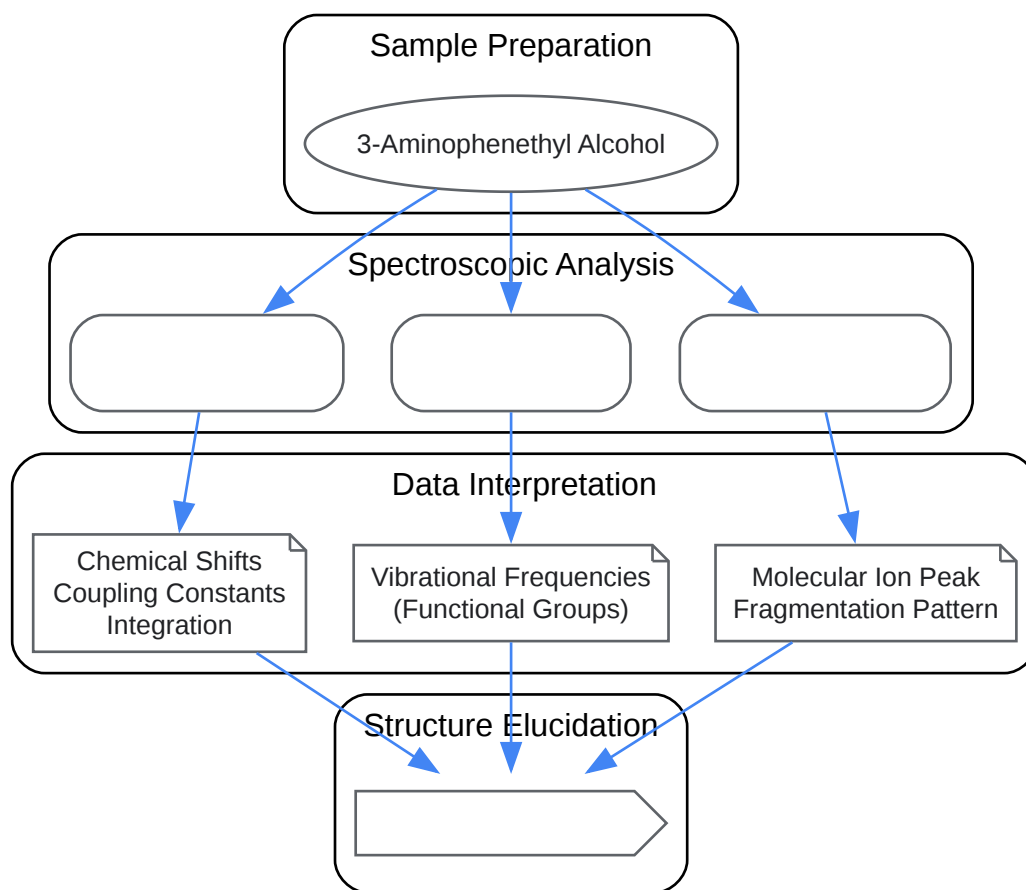 Sample Preparation
3-Aminophenethyl Alcohol
Spectroscopic Analysis
Data Interpretation
Chemical Shifts
Coupling Constants
Integration
Vibrational Frequencies
(Functional Groups)
Molecular Ion Peak
Fragmentation Pattern
Structure Elucidation